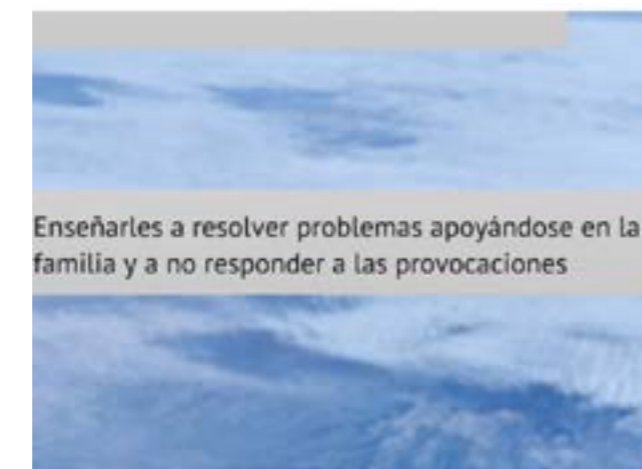 Enseñarles a resolver problemas apoyándose en la
familia y a no responder a las provocaciones